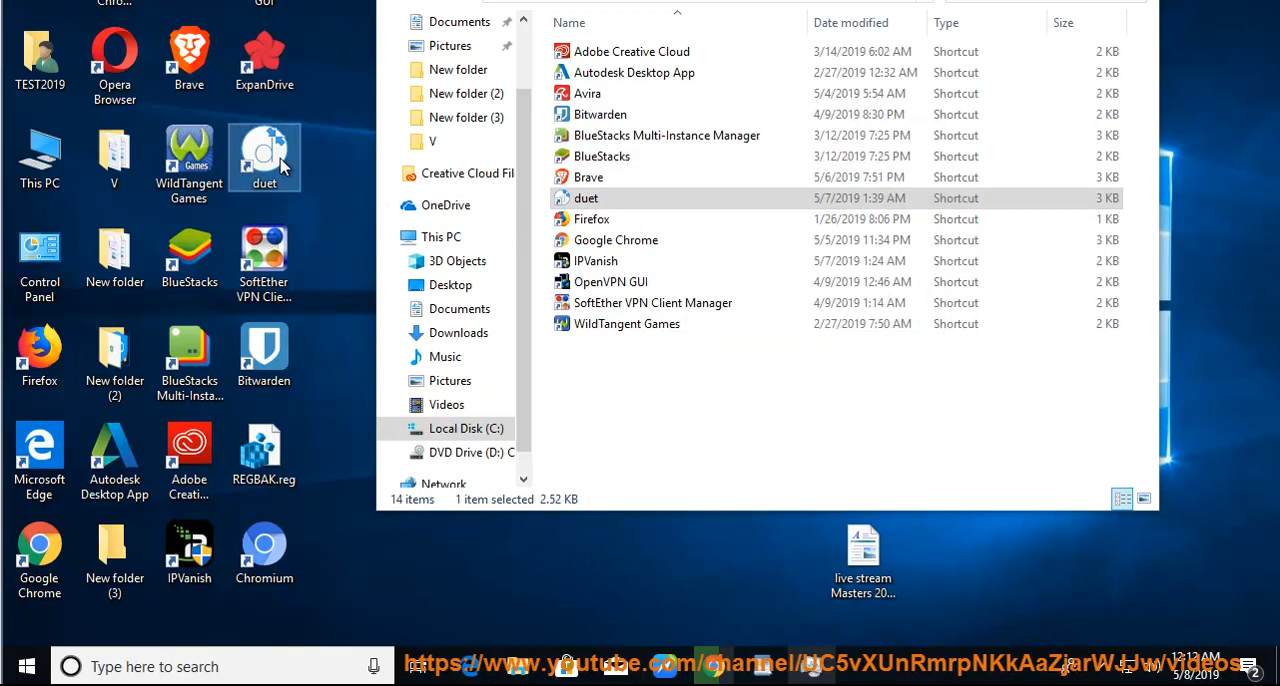 Chro...
GUI
TEST2019
Opera
Browser
Brave
ExpanDrive
This PC
V
WildTangent
Games
duet
Control
Panel
New folder
BlueStacks
SoftEther
VPN Clie...
Firefox
New folder
(2)
BlueStacks
Multi-Insta...
Bitwarden
Microsoft
Edge
Autodesk
Desktop App
Adobe
Creati...
REGBAK.reg
Google
Chrome
New folder
(3)
IPVanish
Chromium
Documents
Pictures
New folder
New folder (2)
New folder (3)
V
Creative Cloud Fil
OneDrive
This PC
3D Objects
Desktop
Documents
Downloads
Music
Pictures
Videos
Local Disk (C:)
DVD Drive (D:) C
Network
Name Date modified Type Size
Adobe Creative Cloud 3/14/2019 6:02 AM Shortcut 2 KB
Autodesk Desktop App 2/27/2019 12:32 AM Shortcut 2 KB
Avira 5/4/2019 5:54 AM Shortcut 2 KB
Bitwarden 4/9/2019 8:30 PM Shortcut 2 KB
BlueStacks Multi-Instance Manager 3/12/2019 7:25 PM Shortcut 3 KB
BlueStacks 3/12/2019 7:25 PM Shortcut 2 KB
Brave 5/6/2019 7:51 PM Shortcut 3 KB
duet 5/7/2019 1:39 AM Shortcut 3 KB
Firefox 1/26/2019 8:06 PM Shortcut 1 KB
Google Chrome 5/5/2019 11:34 PM Shortcut 3 KB
IPVanish 5/7/2019 1:24 AM Shortcut 2 KB
OpenVPN GUI 4/9/2019 12:46 AM Shortcut 2 KB
SoftEther VPN Client Manager 4/9/2019 1:14 AM Shortcut 2 KB
WildTangent Games 2/27/2019 7:50 AM Shortcut 2 KB
14 items 1 item selected 2.52 KB
live stream
Masters 20...
Type here to search
12:12 AM
5/8/2019
2